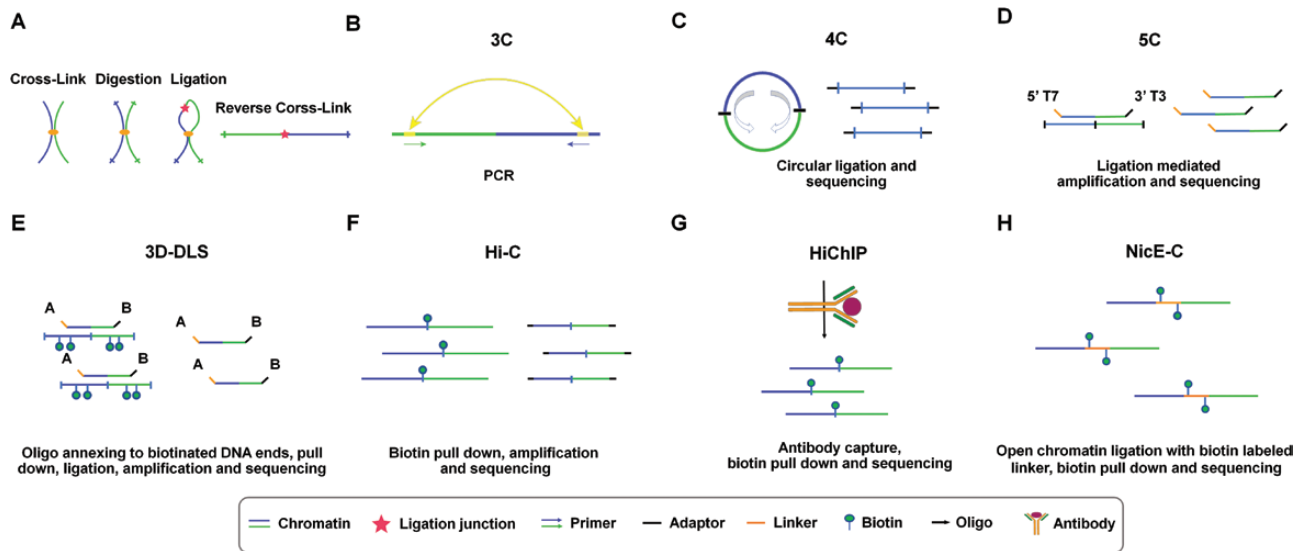 A
Cross-Link Digestion Ligation
Reverse Corss-Link
B
3C
PCR
C
4C
Circular ligation and
sequencing
D
5C
5' T7 3' T3
Ligation mediated
amplification and sequencing
E
3D-DLS
A B
A B
A B
A B
Oligo annexing to biotinated DNA ends, pull
down, ligation, amplification and sequencing
F
Hi-C
Biotin pull down, amplification
and sequencing
G
HiChIP
Antibody capture,
biotin pull down and sequencing
H
NicE-C
Open chromatin ligation with biotin labeled
linker, biotin pull down and sequencing
Chromatin Ligation junction Primer Adaptor Linker Biotin Oligo Antibody